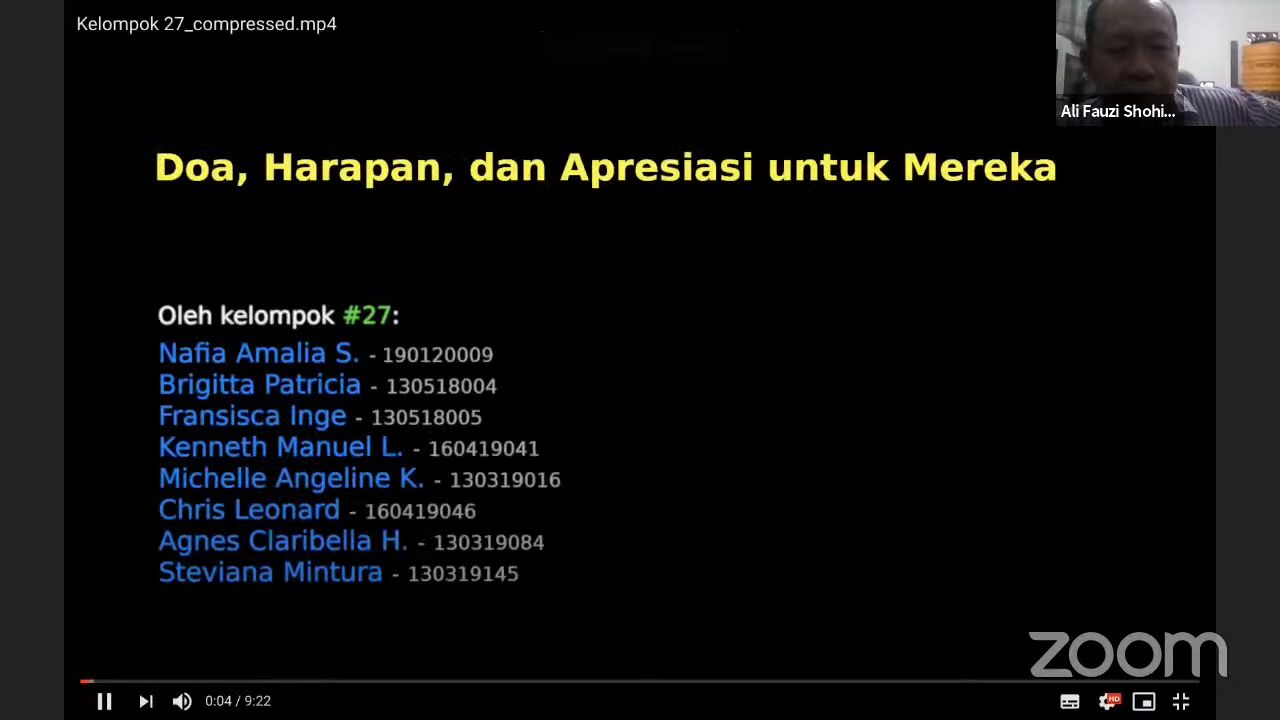 Kelompok 27_compressed.mp4
Ali Fauzi Shohi...
Doa, Harapan, dan Apresiasi untuk Mereka
Oleh kelompok #27:
Nafia Amalia S. - 190120009
Brigitta Patricia - 130518004
Fransisca Inge - 130518005
Kenneth Manuel L. - 160419041
Michelle Angeline K. - 130319016
Chris Leonard - 160419046
Agnes Claribella H. - 130319084
Steviana Mintura - 130319145
zoom
0:04 / 9:22
HD